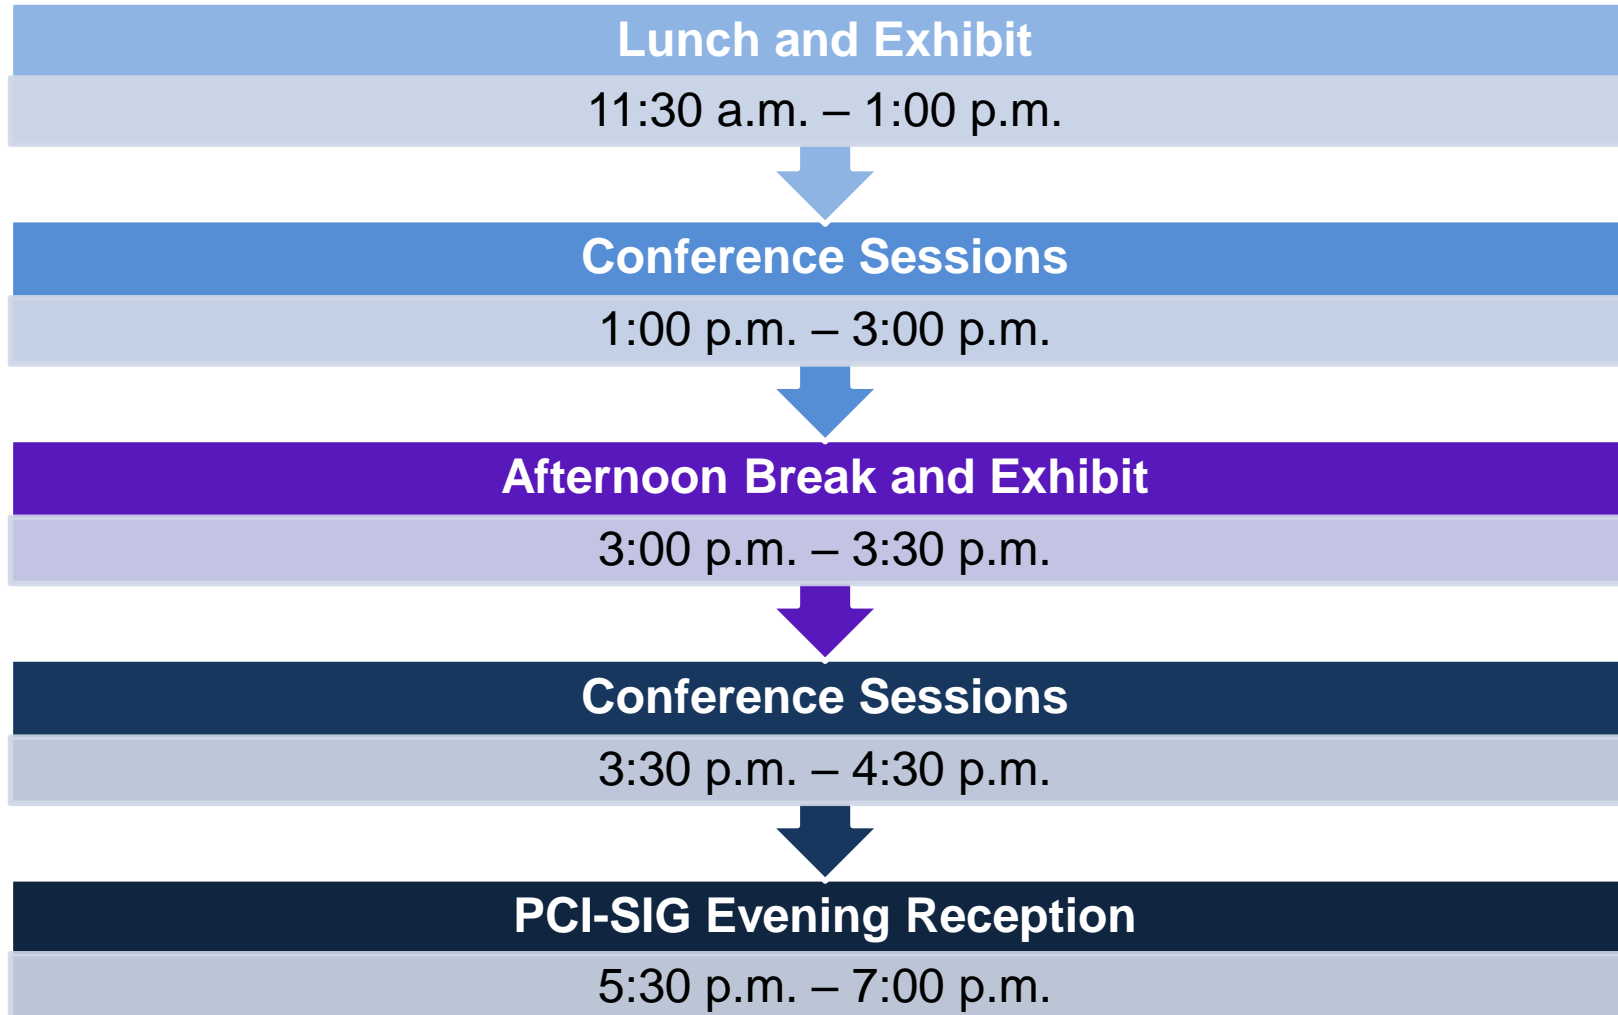 Lunch and Exhibit
11:30 a.m. – 1:00 p.m.
Conference Sessions
1:00 p.m. – 3:00 p.m.
Afternoon Break and Exhibit
3:00 p.m. – 3:30 p.m.
Conference Sessions
3:30 p.m. – 4:30 p.m.
PCI-SIG Evening Reception
5:30 p.m. – 7:00 p.m.